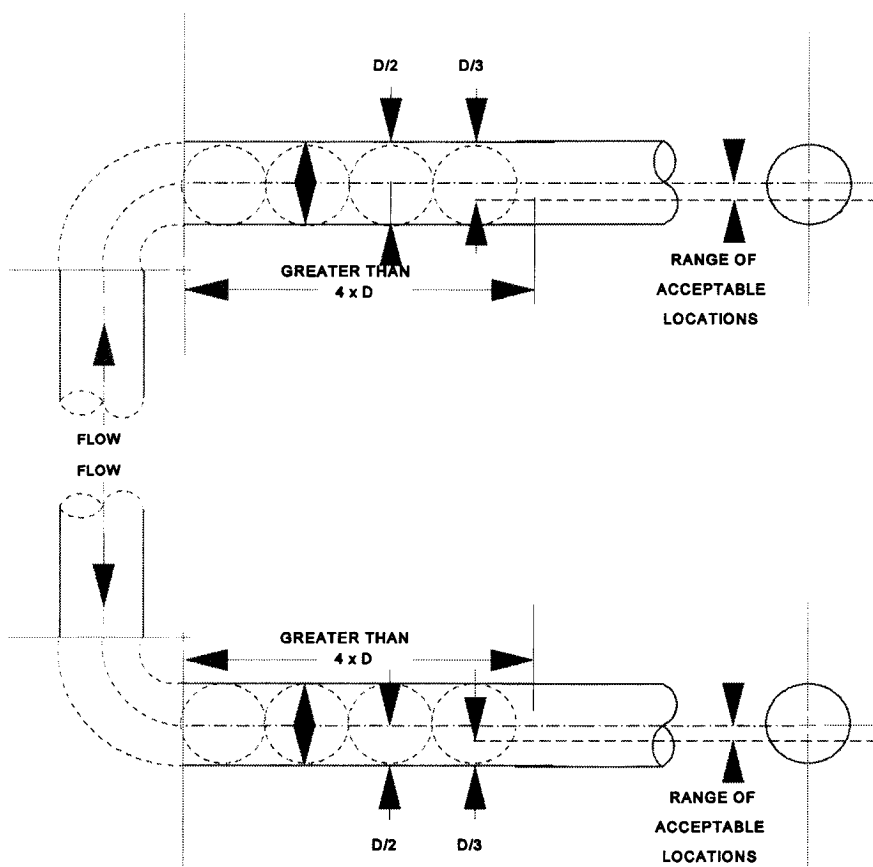 D/2
D/3
GREATER THAN
4 x D
RANGE OF
ACCEPTABLE
LOCATIONS
FLOW
FLOW
GREATER THAN
4 x D
D/2
D/3
RANGE OF
ACCEPTABLE
LOCATIONS